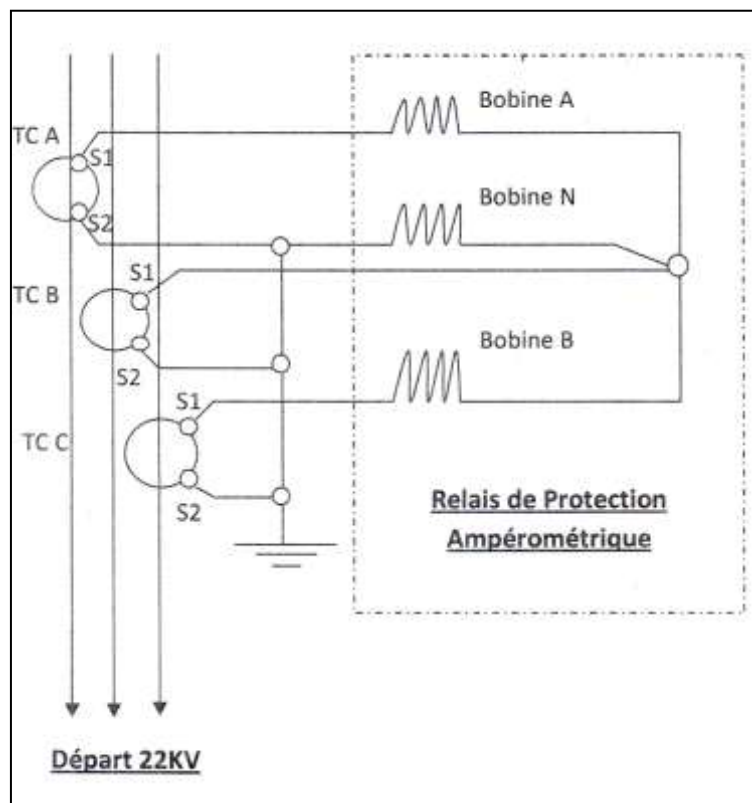 Bobine A
TC A
S1
Bobine N
S2
S1
TC B
Bobine B
S2
S1
TC C
S2
Relais de Protection
Ampérométrique
Départ 22KV